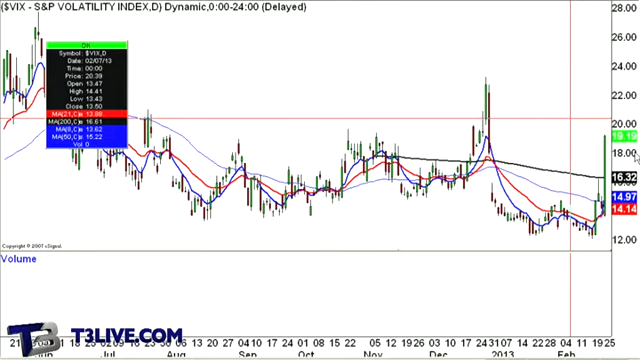 ($VIX - S&P VOLATILITY INDEX,D) Dynamic,0:00-24:00 (Delayed)
28.00
OK
Symbol: $VIX,D
Date: 02/07/13
Time: 00:00
Price: 20.39
Open 13.47
High 14.41
Low 13.43
Close 13.50
MA(21,C)s 13.88
MA(200,C)s 16.61
MA(8,C)s 13.62
MA(50,C)s 15.22
Vol 0
26.00
24.00
22.00
20.00
19.19
18.00
16.32
14.97
14.14
12.00
Copyright © 2007 eSignal.
Volume
T3
T3LIVE.COM
Jun Jul Aug Sep Oct Nov Dec 2013 Feb